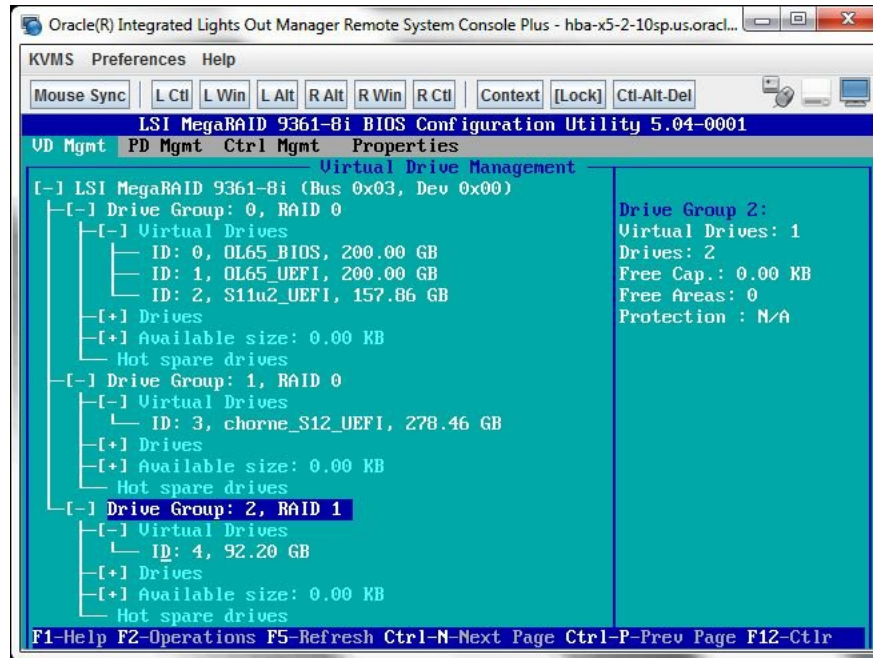 Oracle(R) Integrated Lights Out Manager Remote System Console Plus - hba-x5-2-10sp.us.oracl...
KVMS Preferences Help
Mouse Sync L Ctl L Win L Alt R Alt R Win R Ctl Context [Lock] Ctl-Alt-Del
LSI MegaRAID 9361-8i BIOS Configuration Utility 5.04-0001
VD Mgmt PD Mgmt Ctrl Mgmt Properties
Virtual Drive Management
[-] LSI MegaRAID 9361-8i (Bus 0x03, Dev 0x00)
[-] Drive Group: 0, RAID 0
[-] Virtual Drives
ID: 0, OL65_BIOS, 200.00 GB
ID: 1, OL65_UEFI, 200.00 GB
ID: 2, S11u2_UEFI, 157.86 GB
[+] Drives
[+] Available size: 0.00 KB
Hot spare drives
[-] Drive Group: 1, RAID 0
[-] Virtual Drives
ID: 3, chorne_S12_UEFI, 278.46 GB
[+] Drives
[+] Available size: 0.00 KB
Hot spare drives
[-] Drive Group: 2, RAID 1
[-] Virtual Drives
ID: 4, 92.20 GB
[+] Drives
[+] Available size: 0.00 KB
Hot spare drives
Drive Group 2:
Virtual Drives: 1
Drives: 2
Free Cap.: 0.00 KB
Free Areas: 0
Protection : N/A
F1-Help F2-Operations F5-Refresh Ctrl-N-Next Page Ctrl-P-Prev Page F12-Ctlr